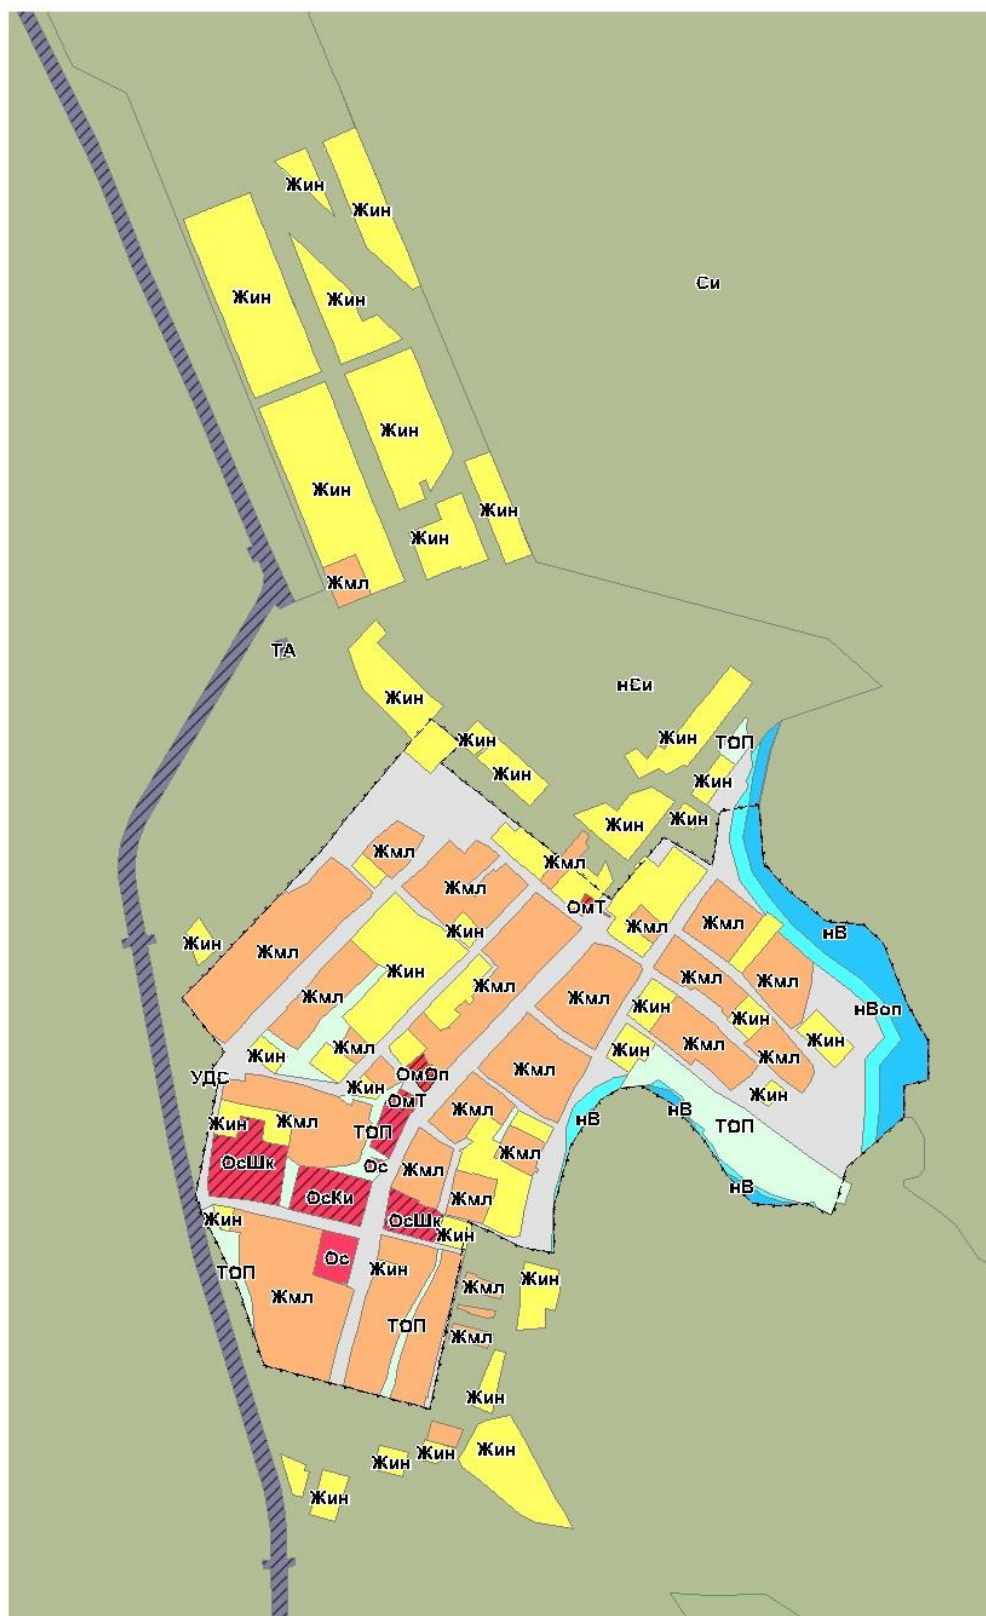 Жин
Жин
Си
Жин
Жин
Жин
Жин
Жин
Жин
Жмл
ТА
нСи
Жин
Жин
ТОП
Жин
Жин
Жин
Жин
Жин
Жмл
Жмл
Жмл
ОмТ
Жмл
Жмл
Жин
нВ
Жин
Жмл
Жин
Жмл
Жмл
Жмл
Жмл
Жмл
Жин
нВоп
Жин
Жин
Жмл
Жмл
Жин
Жин
Жмл
УДС
ОмОп
Жмл
Жин
Жин
ОмТ
Жмл
нВ
Жин
Жмл
нВ
ТОП
ТОП
Жмл
ОсШк
Ос
Жмл
нВ
ОсКи
Жмл
Жин
ОсШк
Жин
Ос
Жин
ТОП
Жин
Жмл
Жмл
ТОП
Жмл
Жин
Жин
Жин
Жин
Жин